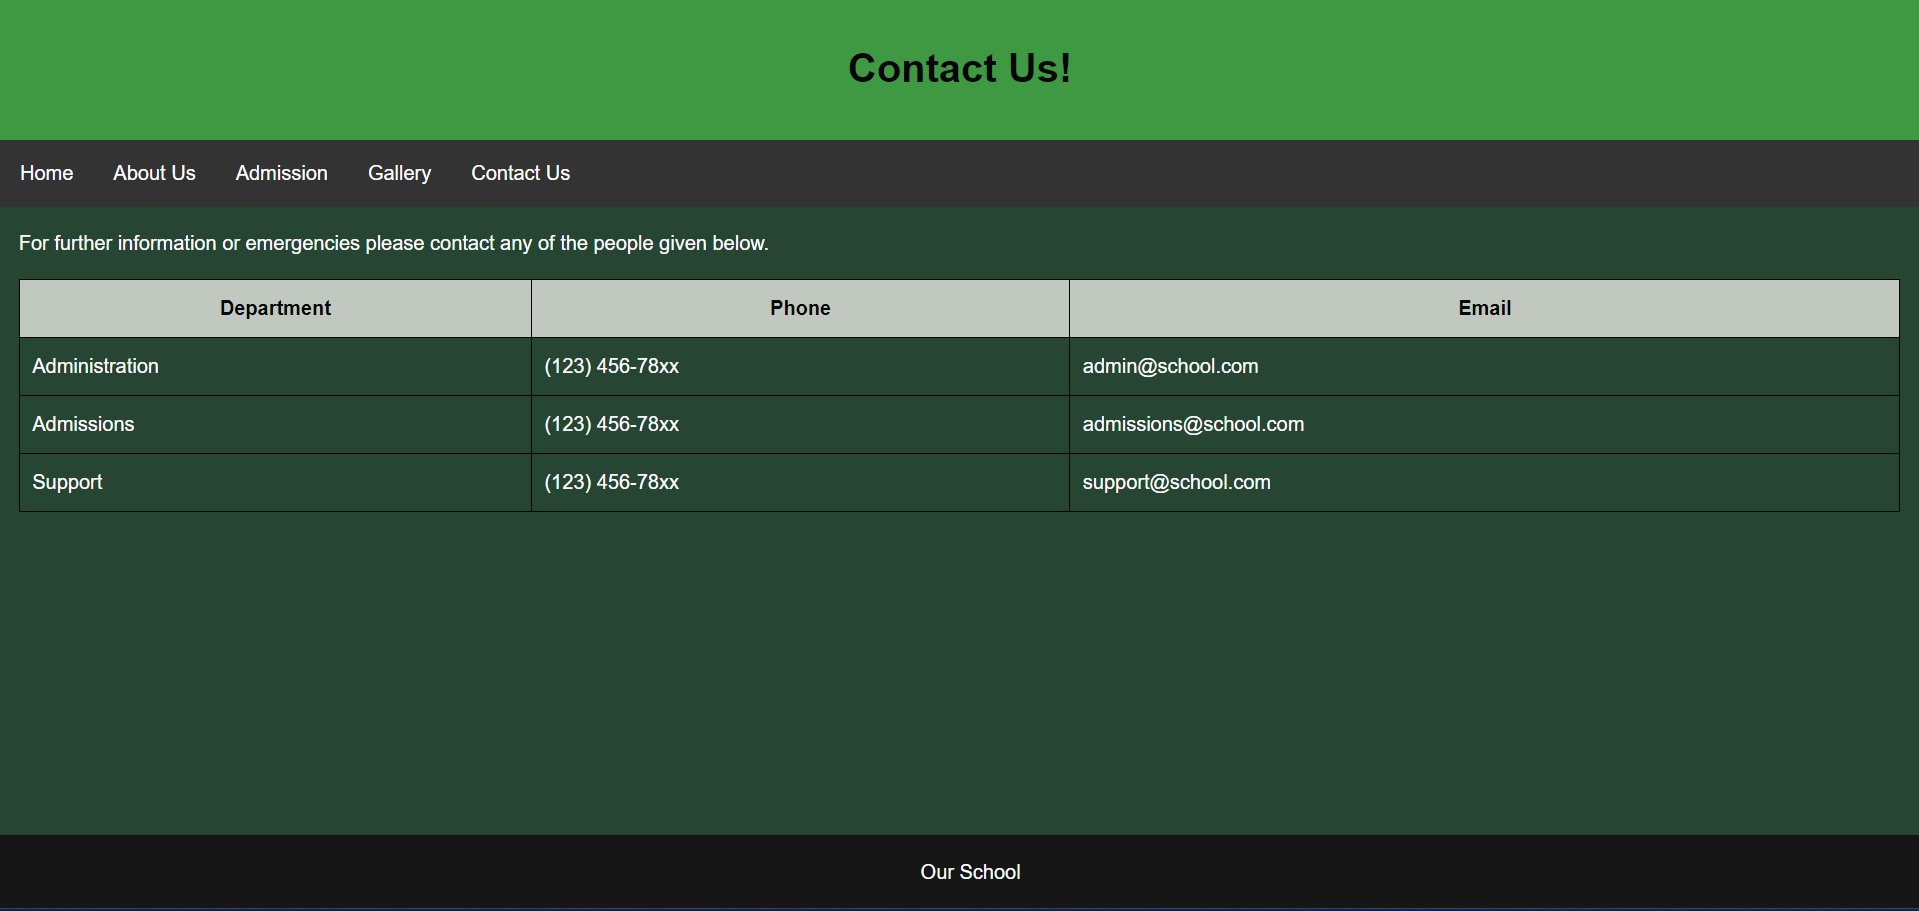 Contact Us!
Home About Us Admission Gallery Contact Us
For further information or emergencies please contact any of the people given below.
Department Phone Email
Administration (123) 456-78xx admin@school.com
Admissions (123) 456-78xx admissions@school.com
Support (123) 456-78xx support@school.com
Our School